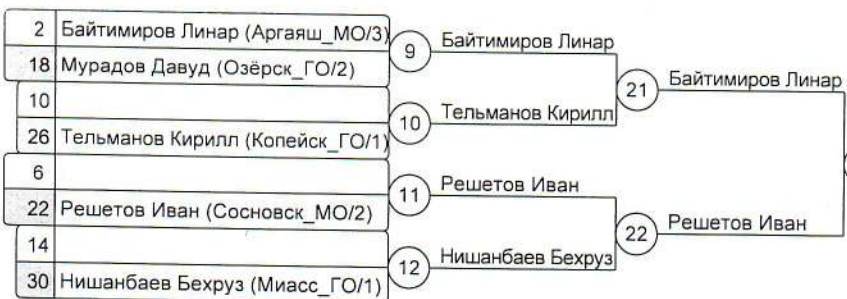 2 Байтимиров Линар (Аргаяш_МО/3)
18 Мурадов Давуд (Озёрск_ГО/2)
10
26 Тельманов Кирилл (Копейск_ГО/1)
6
22 Решетов Иван (Сосновск_МО/2)
14
30 Нишанбаев Бехруз (Миасс_ГО/1)
9 Байтимиров Линар
10 Тельманов Кирилл
11 Решетов Иван
12 Нишанбаев Бехруз
21 Байтимиров Линар
22 Решетов Иван